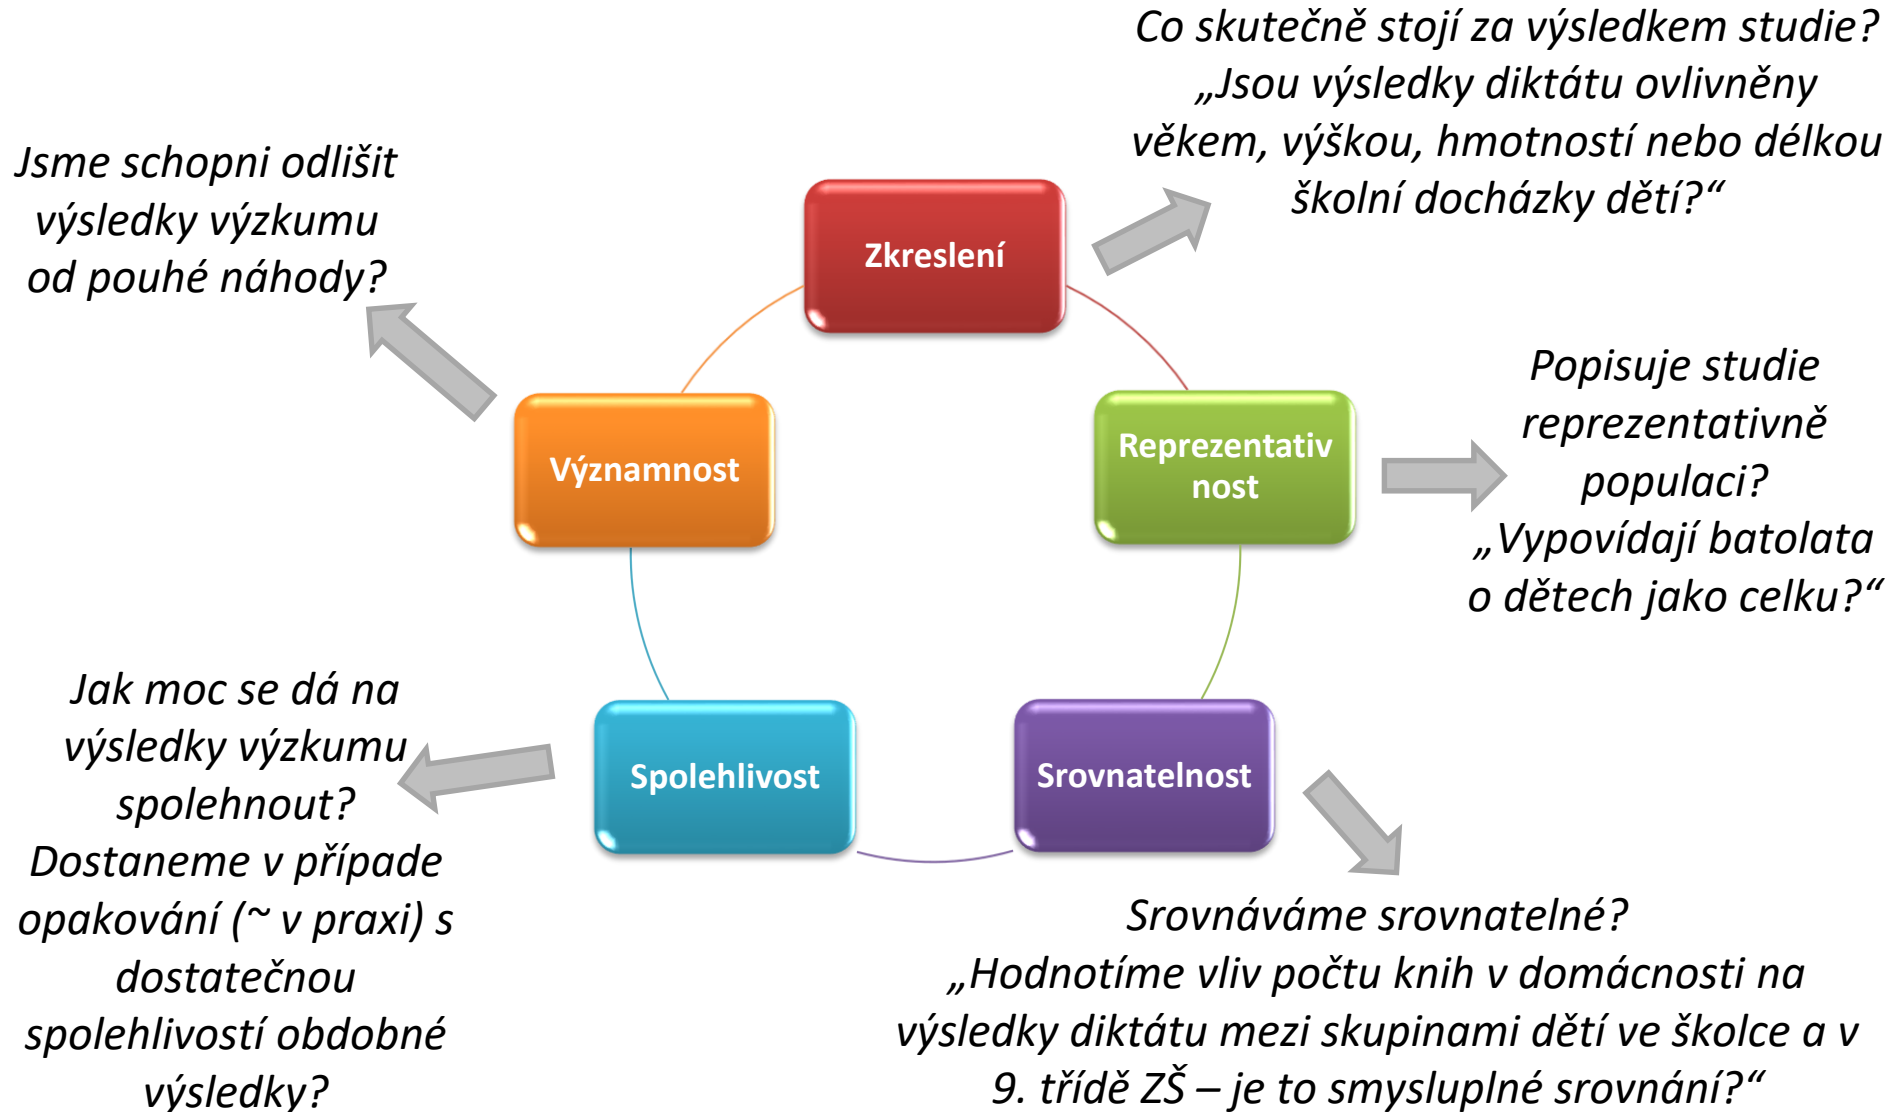 Co skutečně stojí za výsledkem studie?
„Jsou výsledky diktátu ovlivněny
věkem, výškou, hmotností nebo délkou
školní docházky dětí?“
Jsme schopni odlišit
výsledky výzkumu
od pouhé náhody?
Zkreslení
Významnost
Reprezentativ
nost
Popisuje studie
reprezentativně
populaci?
„Vypovídají batolata
o dětech jako celku?“
Jak moc se dá na
výsledky výzkumu
spolehnout?
Dostaneme v případe
opakování (~ v praxi) s
dostatečnou
spolehlivostí obdobné
výsledky?
Spolehlivost
Srovnatelnost
Srovnáváme srovnatelné?
„Hodnotíme vliv počtu knih v domácnosti na
výsledky diktátu mezi skupinami dětí ve školce a v
9. třídě ZŠ – je to smysluplné srovnání?“